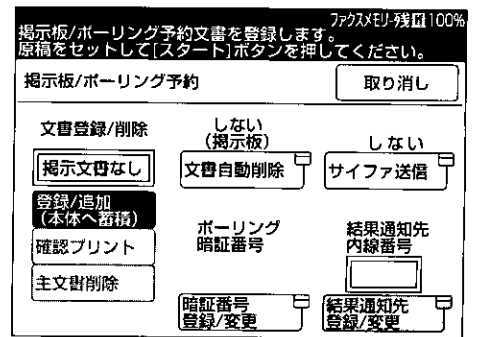 ファクスメモリ-残量100%
掲示板/ポーリング予約文書を登録します。
原稿をセットして[スタート]ボタンを押してください。
掲示板/ポーリング予約
取り消し
文書登録/削除
しない
(掲示板)
しない
掲示文書なし
文書自動削除
サイファ送信
登録/追加
(本体へ蓄積)
ポーリング
暗証番号
結果通知先
内線番号
確認プリント
主文書削除
暗証番号
登録/変更
結果通知先
登録/変更